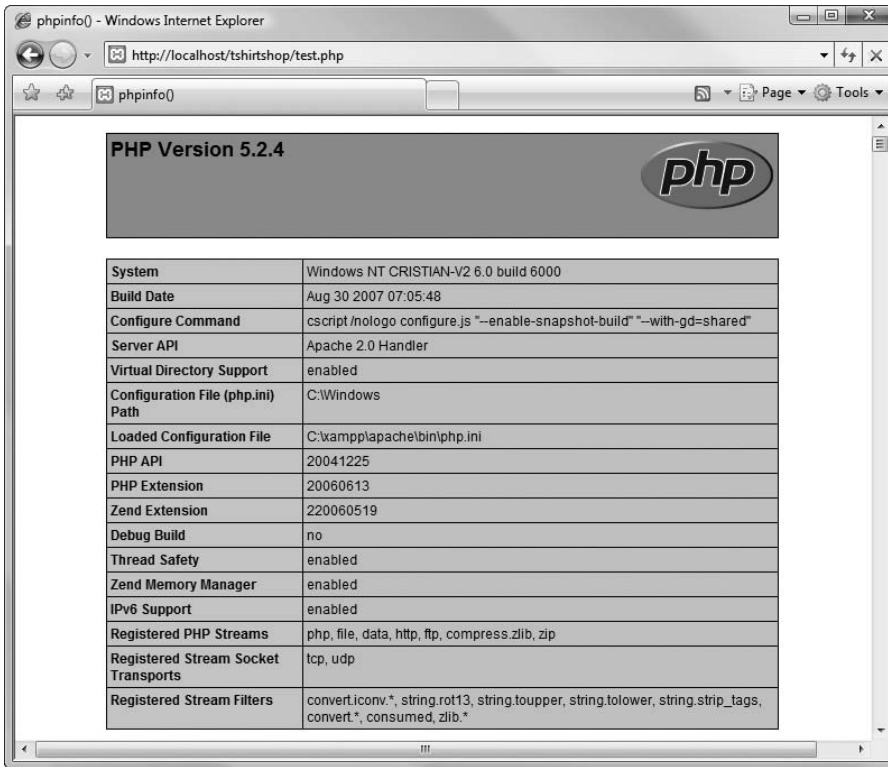 phpinfo() - Windows Internet Explorer
http://localhost/tshirtshop/test.php
phpinfo()
Page
Tools
PHP Version 5.2.4
php
System Windows NT CRISTIAN-V2 6.0 build 6000
Build Date Aug 30 2007 07:05:48
Configure Command cscript /nologo configure.js "--enable-snapshot-build" "--with-gd=shared"
Server API Apache 2.0 Handler
Virtual Directory Support enabled
Configuration File (php.ini) C:\Windows
Path
Loaded Configuration File C:\xampp\apache\bin\php.ini
PHP API 20041225
PHP Extension 20060613
Zend Extension 220060519
Debug Build no
Thread Safety enabled
Zend Memory Manager enabled
IPv6 Support enabled
Registered PHP Streams php, file, data, http, ftp, compress.zlib, zip
Registered Stream Socket tcp, udp
Transports
Registered Stream Filters convert.iconv.*, string.rot13, string.toupper, string.tolower, string.strip_tags,
convert.*, consumed, zlib.*